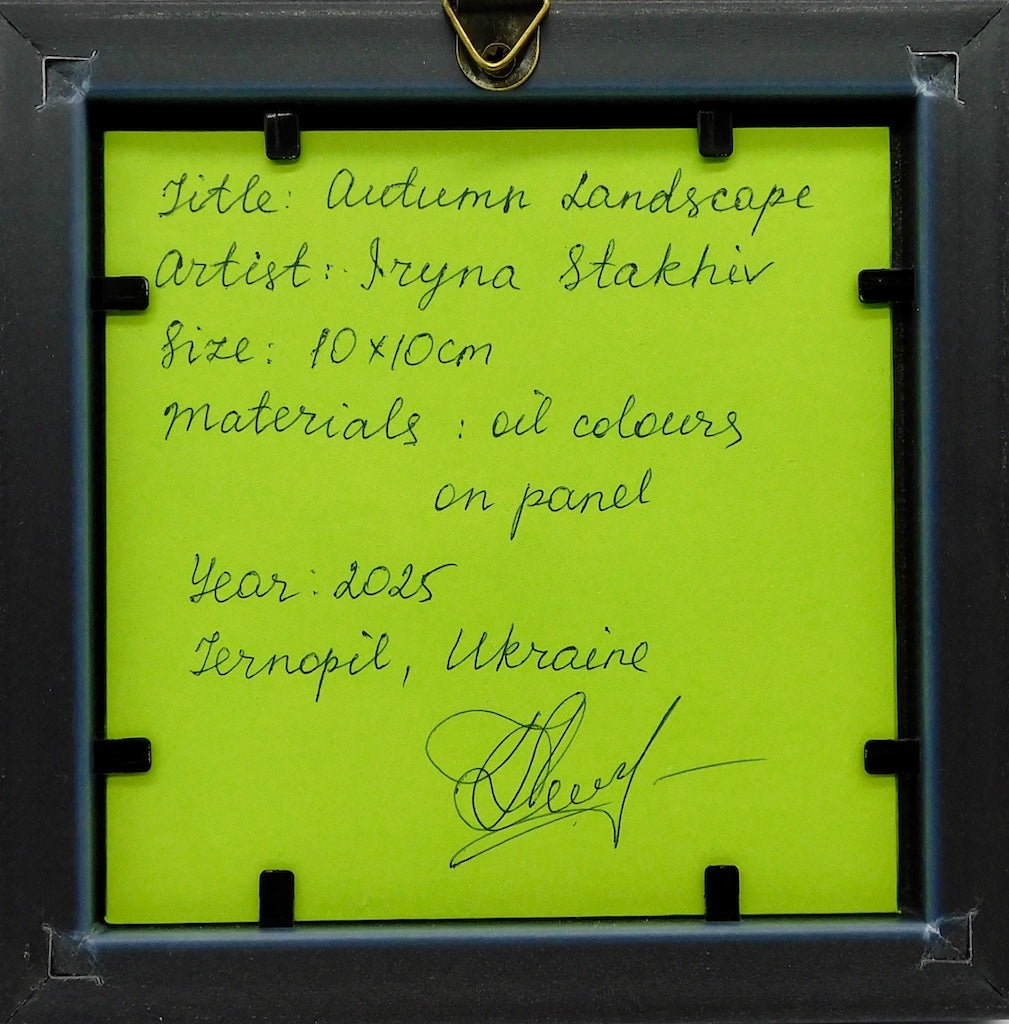 Title: Autumn Landscape
Artist: Iryna Stakhiv
Size: 10x10cm
Materials: oil colours
on panel
Year: 2025
Ternopil, Ukraine